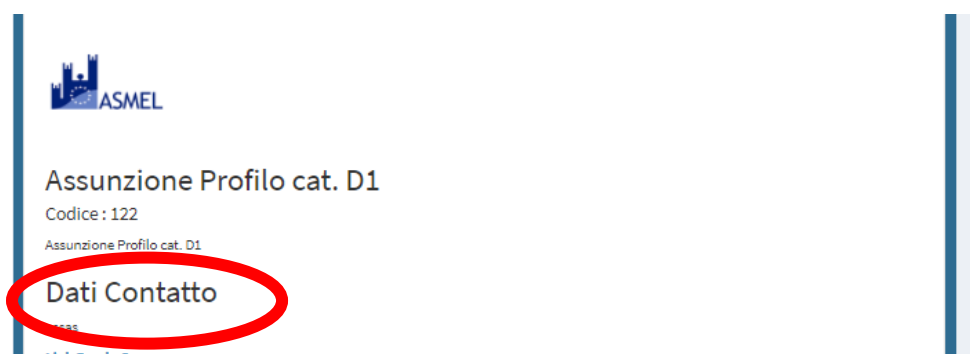 ASMEL
Assunzione Profilo cat. D1
Codice : 122
Assunzione Profilo cat. D1
Dati Contatto